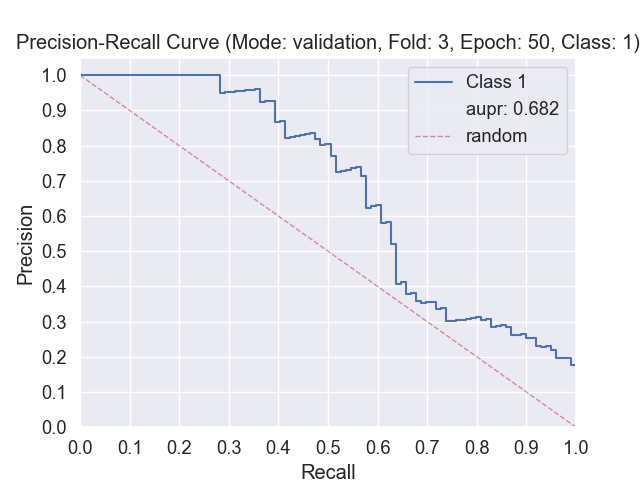 Precision-Recall Curve (Mode: validation, Fold: 3, Epoch: 50, Class: 1)
Class 1
aupr: 0.682
random
Precision
1.0
0.9
0.8
0.7
0.6
0.5
0.4
0.3
0.2
0.1
0.0
0.0 0.1 0.2 0.3 0.4 0.5 0.6 0.7 0.8 0.9 1.0
Recall